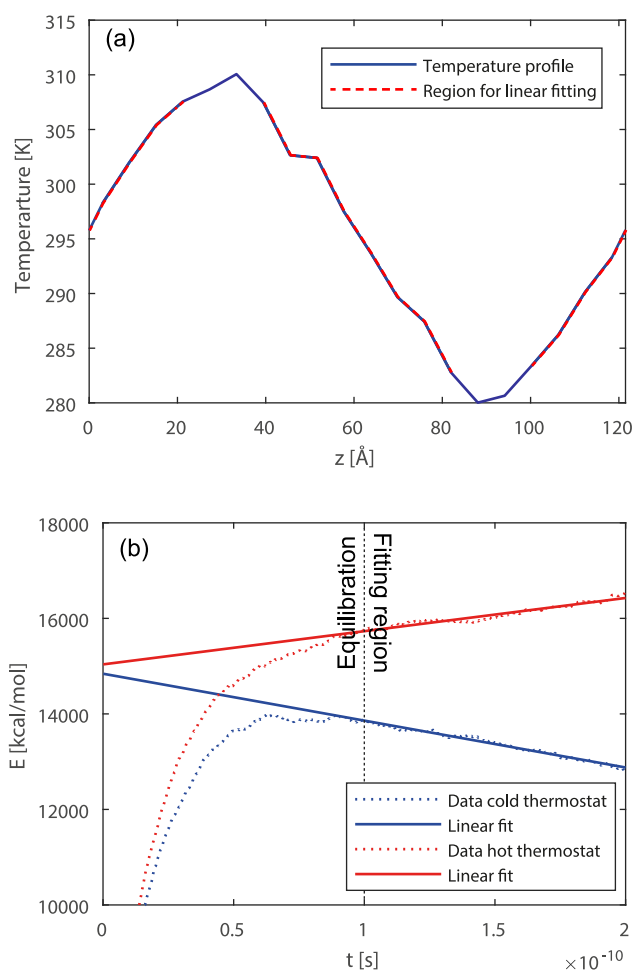 (a)
Temperature profile
Region for linear fitting
310
305
300
295
290
285
280
Temperarture [K]
0 20 40 60 80 100 120
z [Å]
(b)
Equilibration
Fitting region
18000
16000
14000
12000
10000
E [kcal/mol]
Data cold thermostat
Linear fit
Data hot thermostat
Linear fit
0 0.5 1 1.5 2
t [s]
×10⁻¹⁰